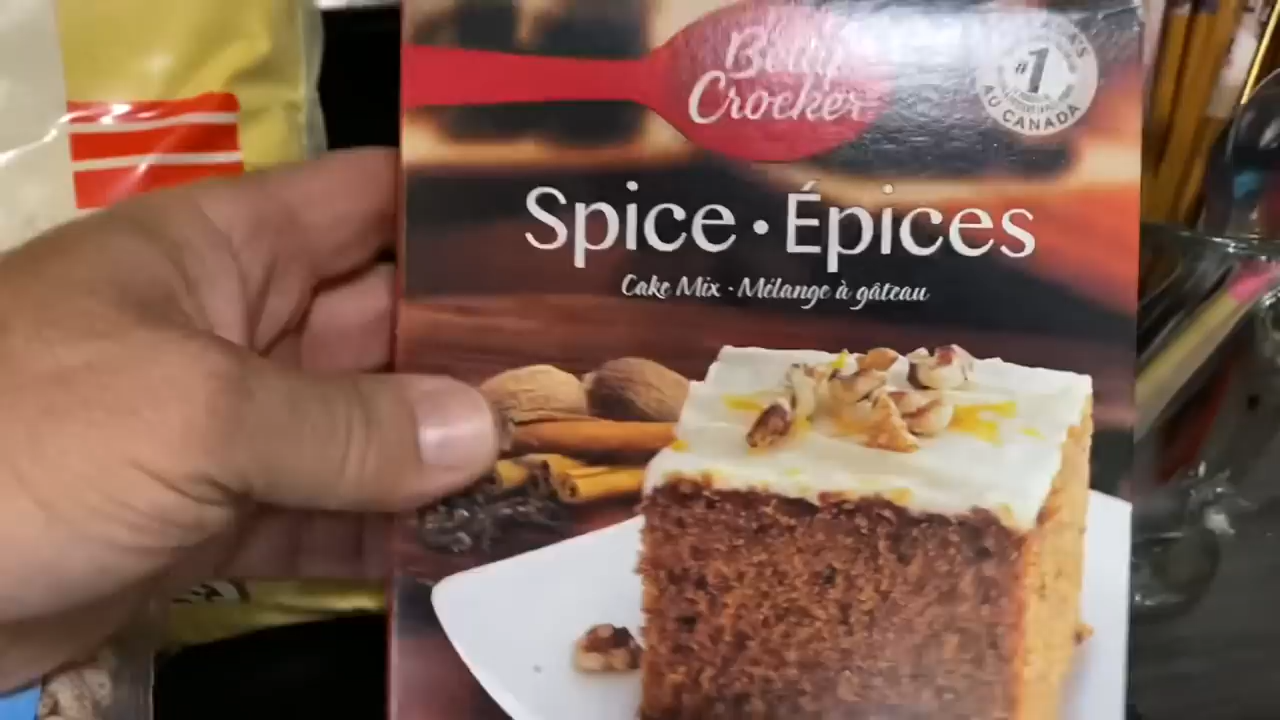 Betty
Crocker
#1
AU CANADA
Spice · Épices
Cake Mix · Mélange à gâteau